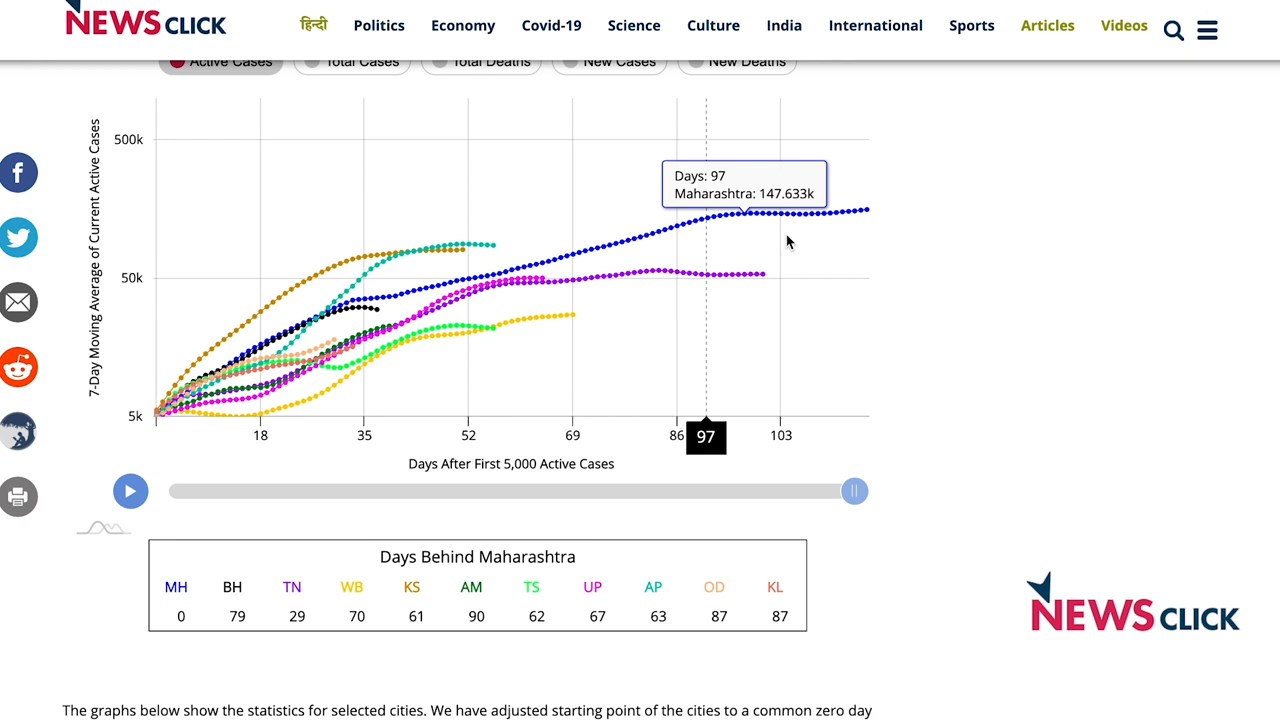 NEWS CLICK
हिन्दी Politics Economy Covid-19 Science Culture India International Sports Articles Videos
Active Cases Total Cases Total Deaths New Cases New Deaths
7-Day Moving Average of Current Active Cases
500k
50k
5k
Days: 97
Maharashtra: 147.633k
18 35 52 69 86 97 103
Days After First 5,000 Active Cases
Days Behind Maharashtra
MH BH TN WB KS AM TS UP AP OD KL
0 79 29 70 61 90 62 67 63 87 87
NEWS CLICK
The graphs below show the statistics for selected cities. We have adjusted starting point of the cities to a common zero day